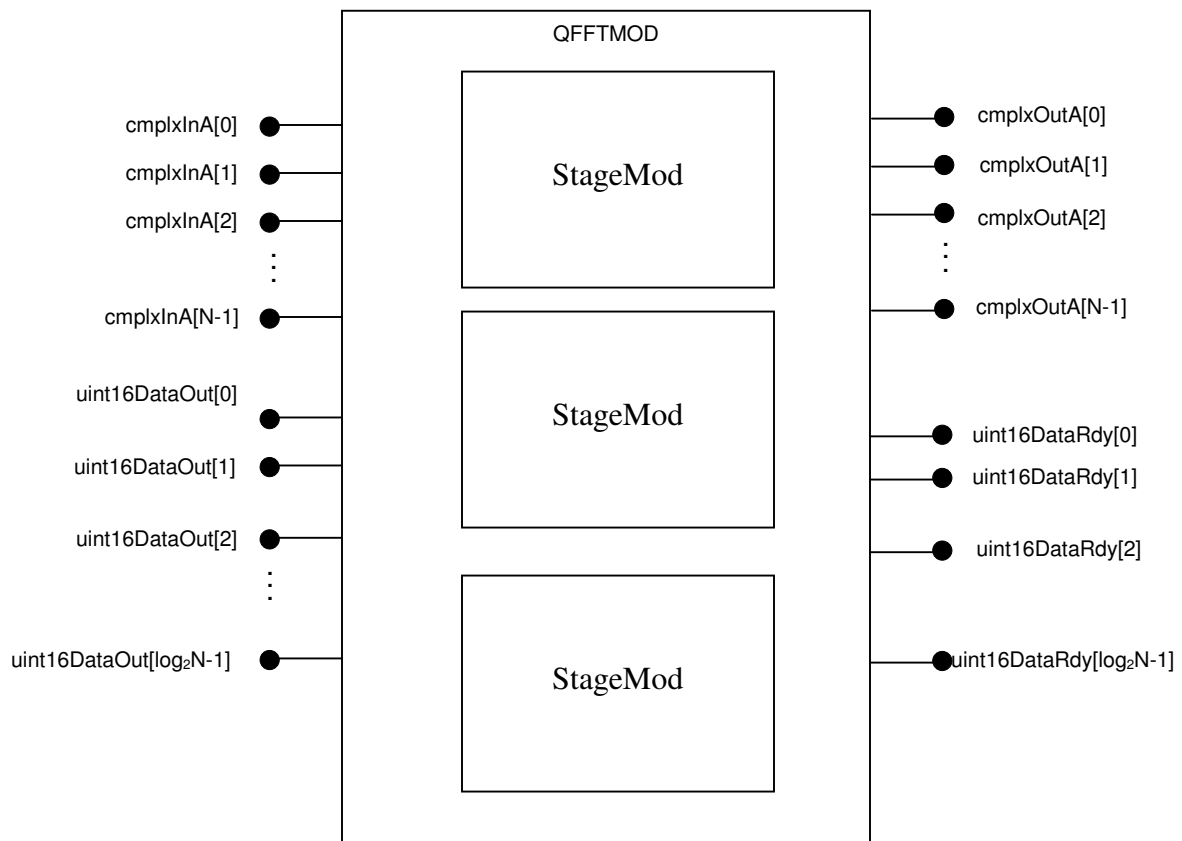 QFFTMOD
cmplxInA[0]
cmplxInA[1]
cmplxInA[2]
cmplxInA[N-1]
uint16DataOut[0]
uint16DataOut[1]
uint16DataOut[2]
uint16DataOut[log₂N-1]
StageMod
StageMod
StageMod
cmplxOutA[0]
cmplxOutA[1]
cmplxOutA[2]
cmplxOutA[N-1]
uint16DataRdy[0]
uint16DataRdy[1]
uint16DataRdy[2]
uint16DataRdy[log₂N-1]